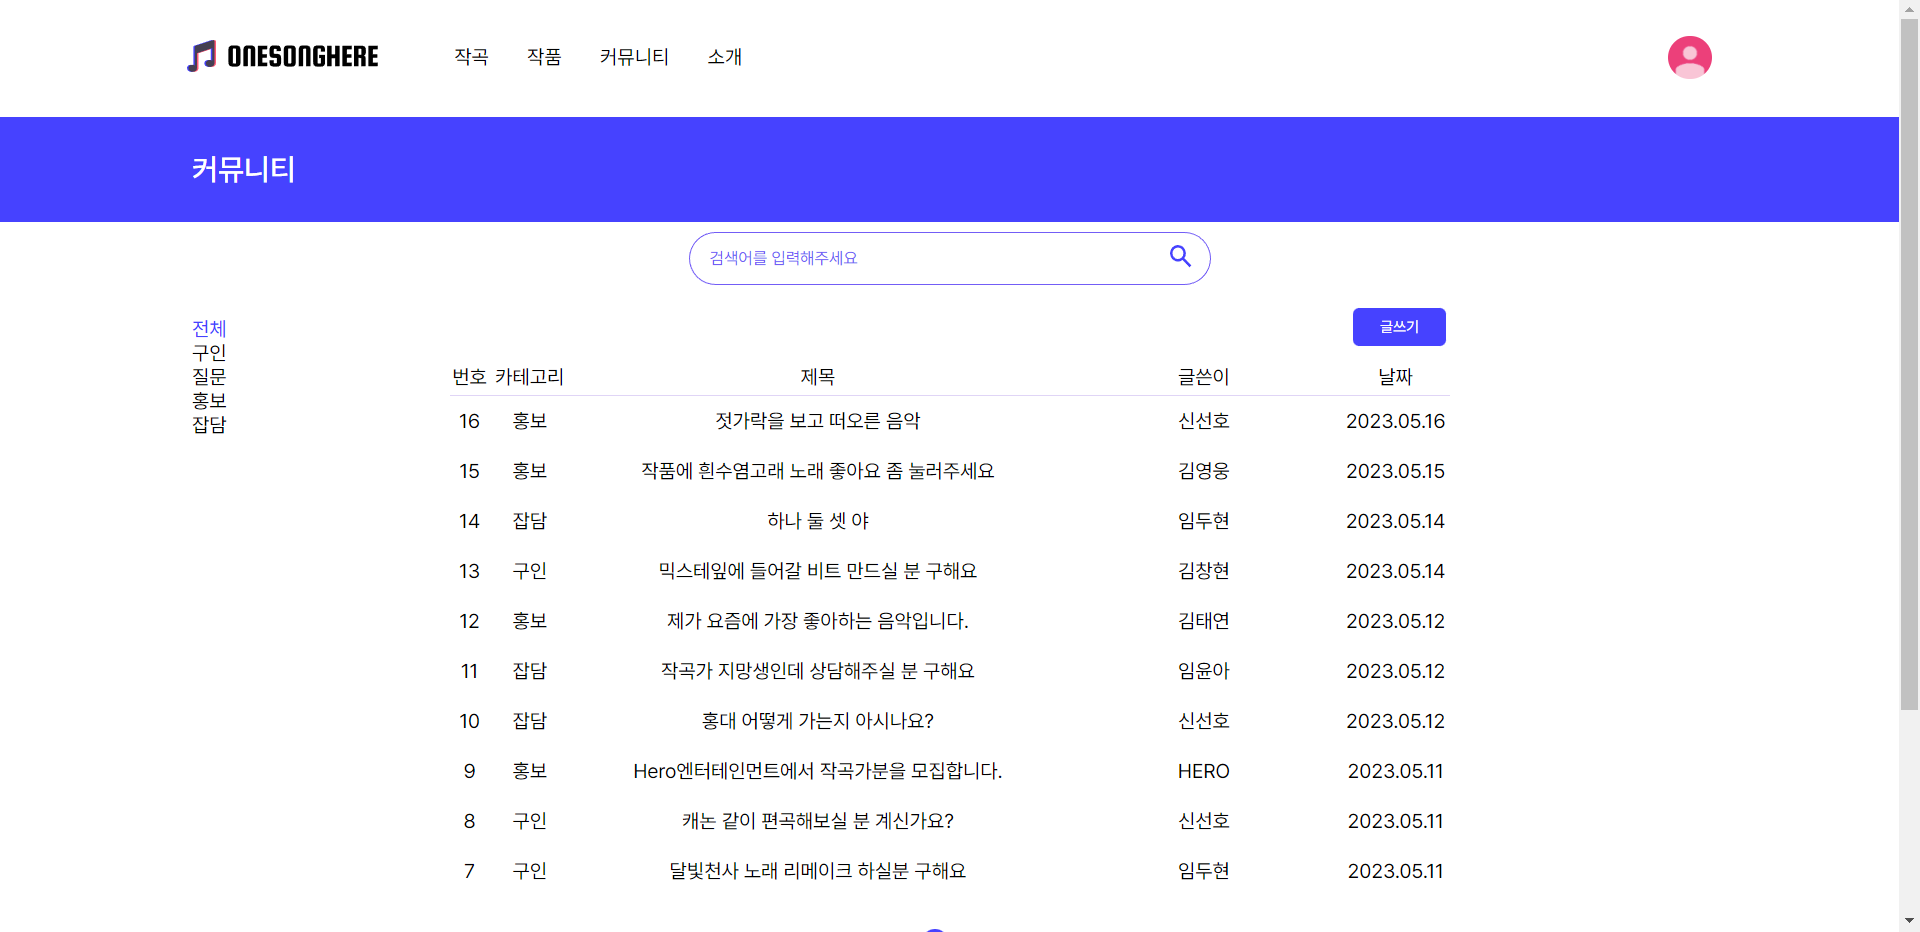 ONESONGHERE 작곡 작품 커뮤니티 소개
커뮤니티
검색어를 입력해주세요
글쓰기
전체
구인
질문
홍보
잡담
번호 카테고리 제목 글쓴이 날짜
16 홍보 젓가락을 보고 떠오른 음악 신선호 2023.05.16
15 홍보 작품에 흰수염고래 노래 좋아요 좀 눌러주세요 김영웅 2023.05.15
14 잡담 하나 둘 셋 야 임두현 2023.05.14
13 구인 믹스테잎에 들어갈 비트 만드실 분 구해요 김창현 2023.05.14
12 홍보 제가 요즘에 가장 좋아하는 음악입니다. 김태연 2023.05.12
11 잡담 작곡가 지망생인데 상담해주실 분 구해요 임윤아 2023.05.12
10 잡담 홍대 어떻게 가는지 아시나요? 신선호 2023.05.12
9 홍보 Hero엔터테인먼트에서 작곡가분을 모집합니다. HERO 2023.05.11
8 구인 캐논 같이 편곡해보실 분 계신가요? 신선호 2023.05.11
7 구인 달빛천사 노래 리메이크 하실분 구해요 임두현 2023.05.11